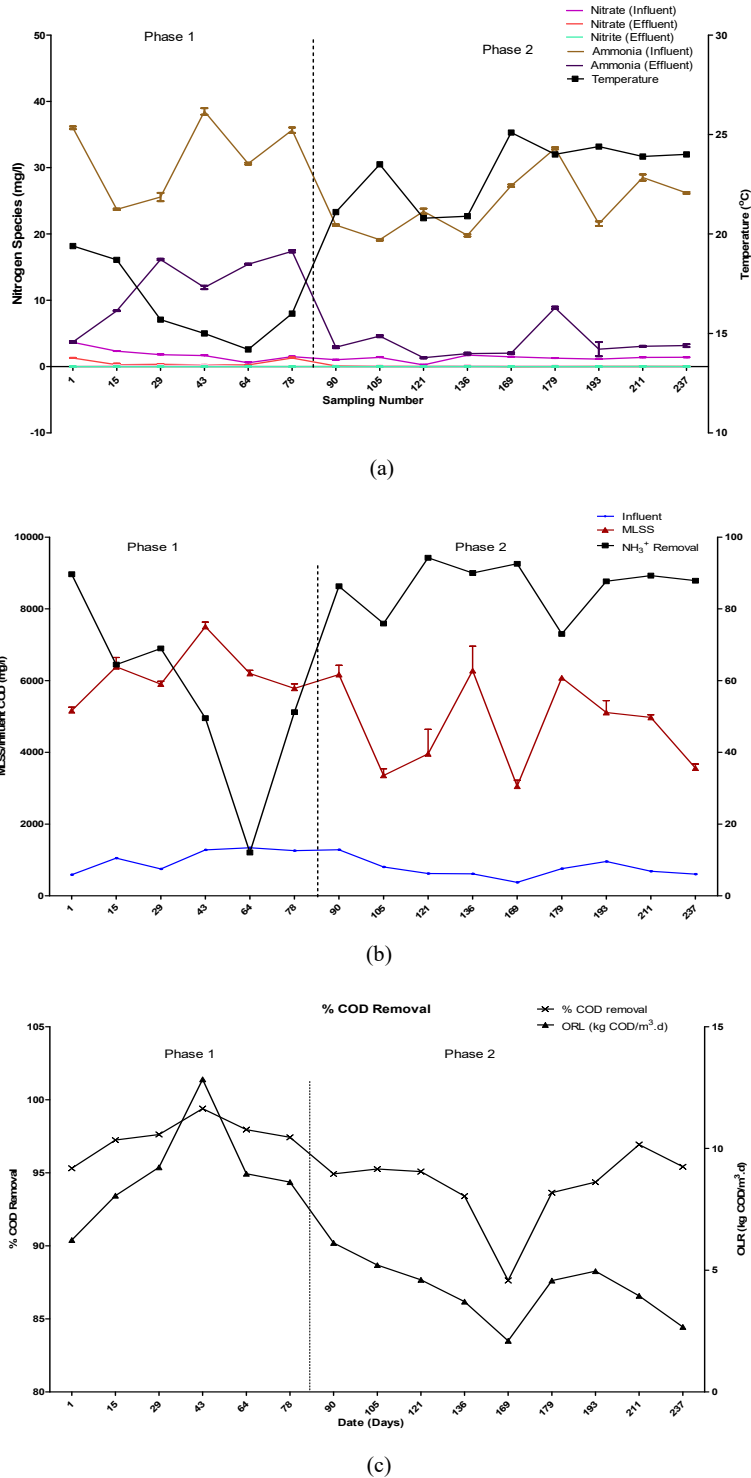 Nitrate (Influent)
Nitrate (Effluent)
Nitrite (Effluent)
Ammonia (Influent)
Ammonia (Effluent)
Temperature
Phase 1
Phase 2
50
40
30
20
10
0
-10
Nitrogen Species (mg/l)
30
25
20
15
10
Temperature (°C)
1 15 29 43 64 78 90 105 121 136 169 179 193 211 237
Sampling Number
(a)
Influent
MLSS
NH₃⁺ Removal
Phase 1
Phase 2
10000
8000
6000
4000
2000
0
MLSS/Influent COD (mg/l)
100
80
60
40
20
0
1 15 29 43 64 78 90 105 121 136 169 179 193 211 237
(b)
% COD Removal
% COD removal
ORL (kg COD/m³.d)
Phase 1
Phase 2
105
100
95
90
85
80
% COD Removal
15
10
5
0
OLR (kg COD/m³.d)
1 15 29 43 64 78 90 105 121 136 169 179 193 211 237
Date (Days)
(c)